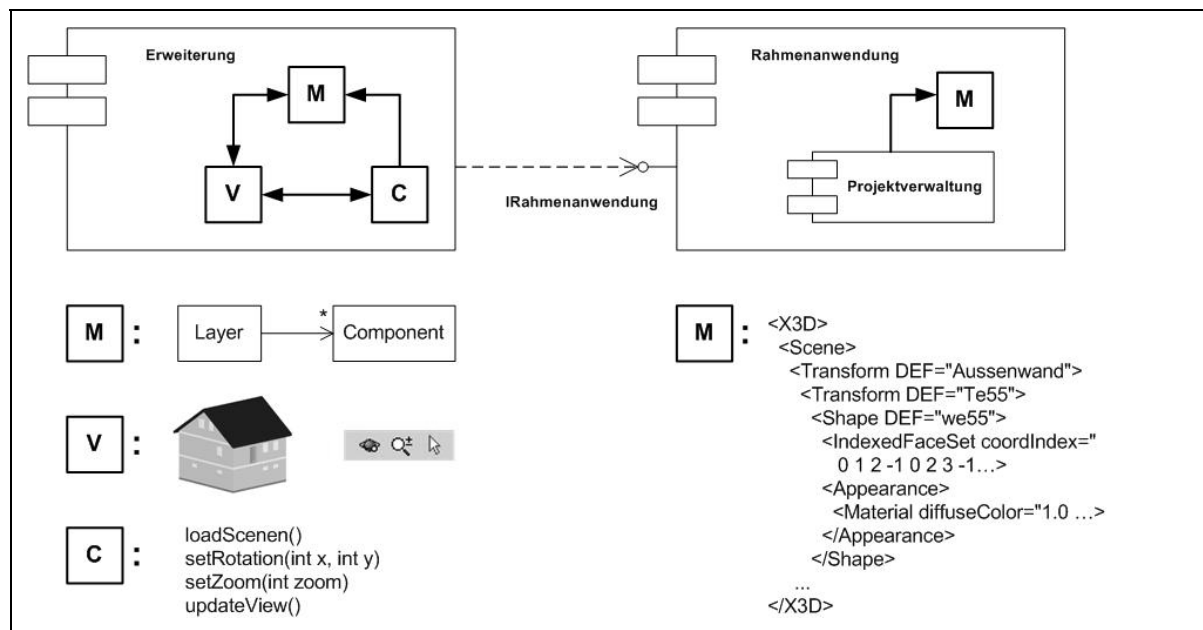 Erweiterung
M
V
C
IRahmenanwendung
Rahmenanwendung
M
Projektverwaltung
M :
Layer
*
Component
V :
C :
loadScenen()
setRotation(int x, int y)
setZoom(int zoom)
updateView()
M :
<X3D>
<Scene>
<Transform DEF="Aussenwand">
<Transform DEF="Te55">
<Shape DEF="we55">
<IndexedFaceSet coordIndex="
0 1 2 -1 0 2 3 -1…>
<Appearance>
<Material diffuseColor="1.0 …>
</Appearance>
</Shape>
...
</X3D>